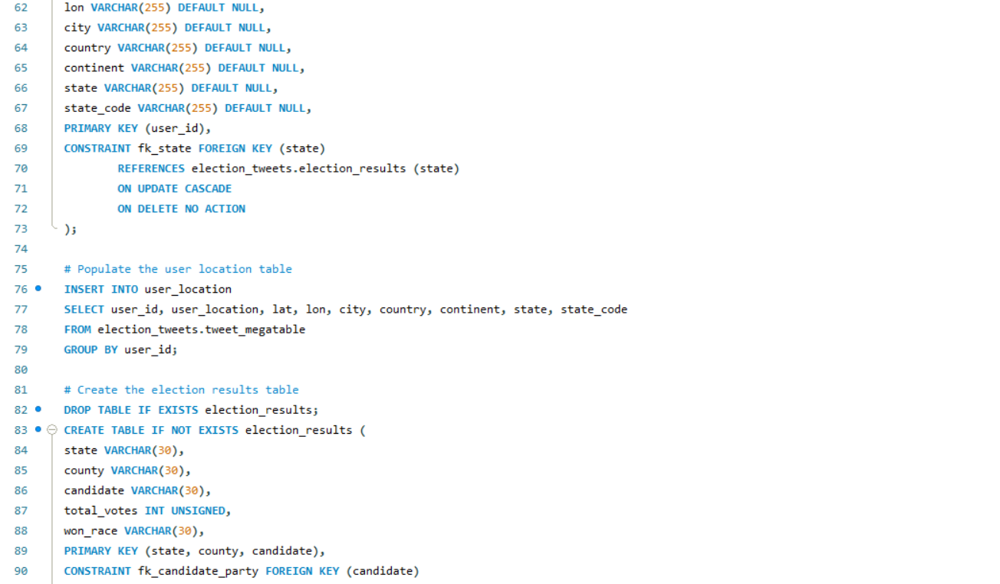 62 lon VARCHAR(255) DEFAULT NULL,
63 city VARCHAR(255) DEFAULT NULL,
64 country VARCHAR(255) DEFAULT NULL,
65 continent VARCHAR(255) DEFAULT NULL,
66 state VARCHAR(255) DEFAULT NULL,
67 state_code VARCHAR(255) DEFAULT NULL,
68 PRIMARY KEY (user_id),
69 CONSTRAINT fk_state FOREIGN KEY (state)
70 REFERENCES election_tweets.election_results (state)
71 ON UPDATE CASCADE
72 ON DELETE NO ACTION
73 );
74
75 # Populate the user location table
76 INSERT INTO user_location
77 SELECT user_id, user_location, lat, lon, city, country, continent, state, state_code
78 FROM election_tweets.tweet_megatable
79 GROUP BY user_id;
80
81 # Create the election results table
82 DROP TABLE IF EXISTS election_results;
83 CREATE TABLE IF NOT EXISTS election_results (
84 state VARCHAR(30),
85 county VARCHAR(30),
86 candidate VARCHAR(30),
87 total_votes INT UNSIGNED,
88 won_race VARCHAR(30),
89 PRIMARY KEY (state, county, candidate),
90 CONSTRAINT fk_candidate_party FOREIGN KEY (candidate)